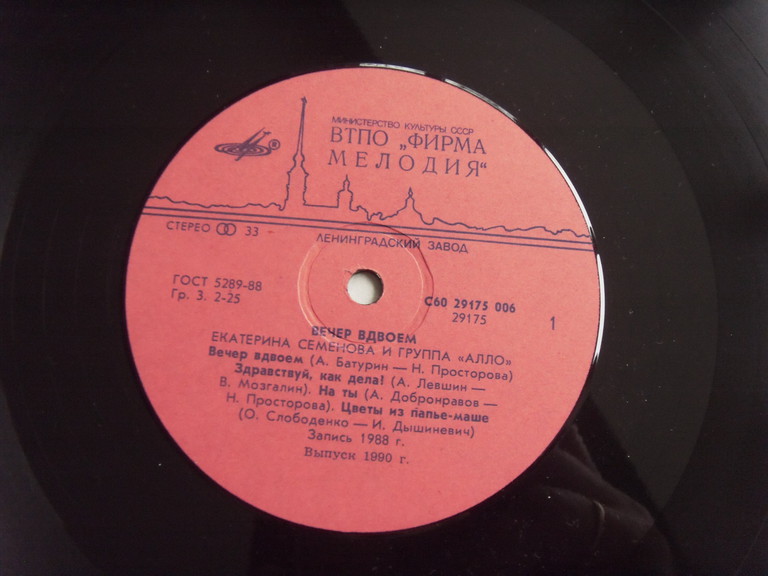 МИНИСТЕРСТВО КУЛЬТУРЫ СССР
ВТПО „ФИРМА
МЕЛОДИЯ“
®
СТЕРЕО 33
ЛЕНИНГРАДСКИЙ ЗАВОД
ГОСТ 5289-88
Гр. 3. 2-25
С60 29175 006
29175
1
ВЕЧЕР ВДВОЕМ
ЕКАТЕРИНА СЕМЕНОВА И ГРУППА «АЛЛО»
Вечер вдвоем (А. Батурин — Н. Просторова)
Здравствуй, как дела! (А. Левшин —
В. Мозгалин). На ты (А. Добронравов —
Н. Просторова). Цветы из папье-маше
(О. Слободенко — И. Дышиневич)
Запись 1988 г.
Выпуск 1990 г.